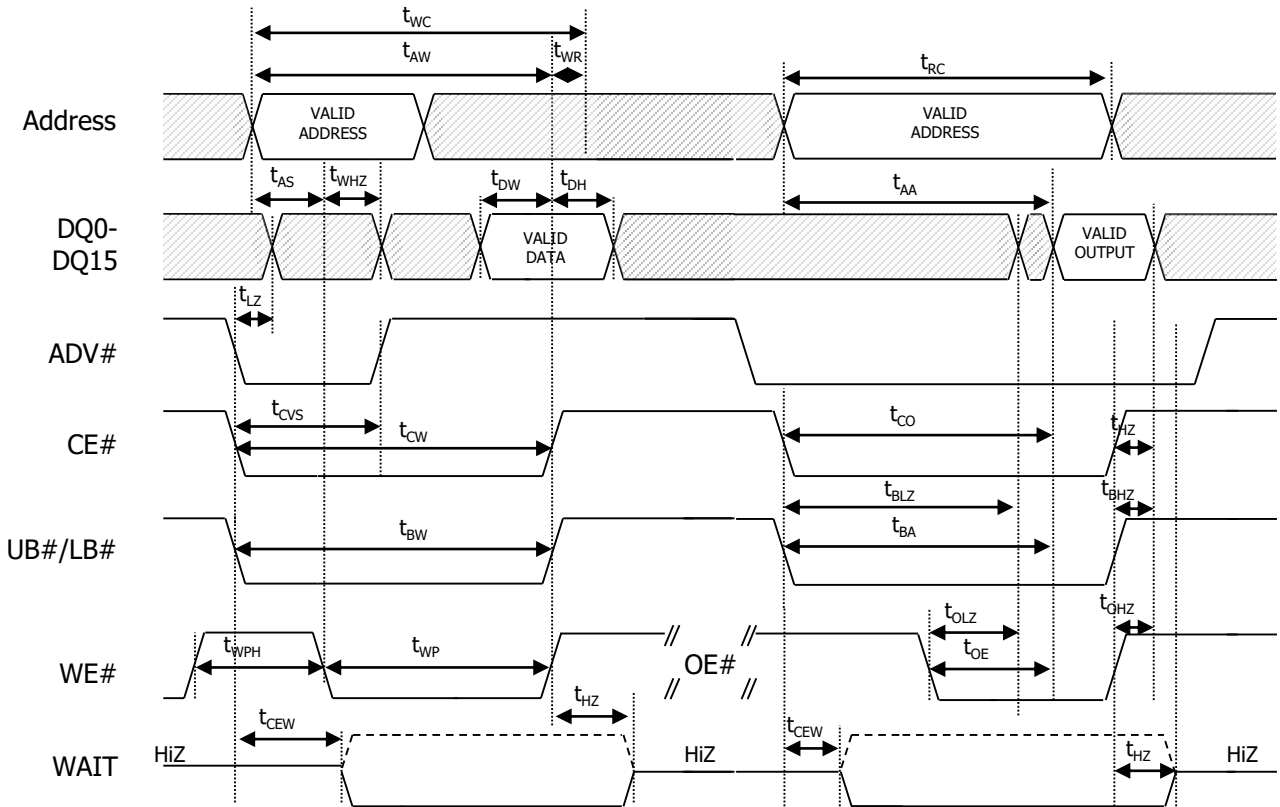 tWC
tAW
tWR
tRC
Address
VALID
ADDRESS
VALID
ADDRESS
tAS
tWHZ
tDW
tDH
tAA
DQ0-
DQ15
VALID
DATA
VALID
OUTPUT
tLZ
ADV#
tCVS
CE#
tCW
tCO
tHZ
tBLZ
tBHZ
UB#/LB#
tBW
tBA
tWPH
tWP
WE#
OE#
tOLZ
tOE
tOHZ
tCEW
tHZ
tCEW
tHZ
WAIT
HiZ
HiZ
HiZ